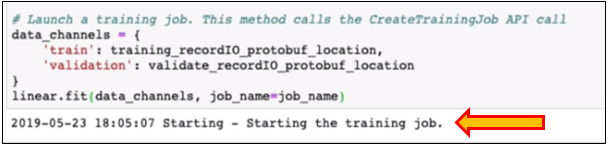 # Launch a training job. This method calls the CreateTrainingJob API call
data_channels = {
    'train': training_recordIO_protobuf_location,
    'validation': validate_recordIO_protobuf_location
}
linear.fit(data_channels, job_name=job_name)
2019-05-23 18:05:07 Starting - Starting the training job.